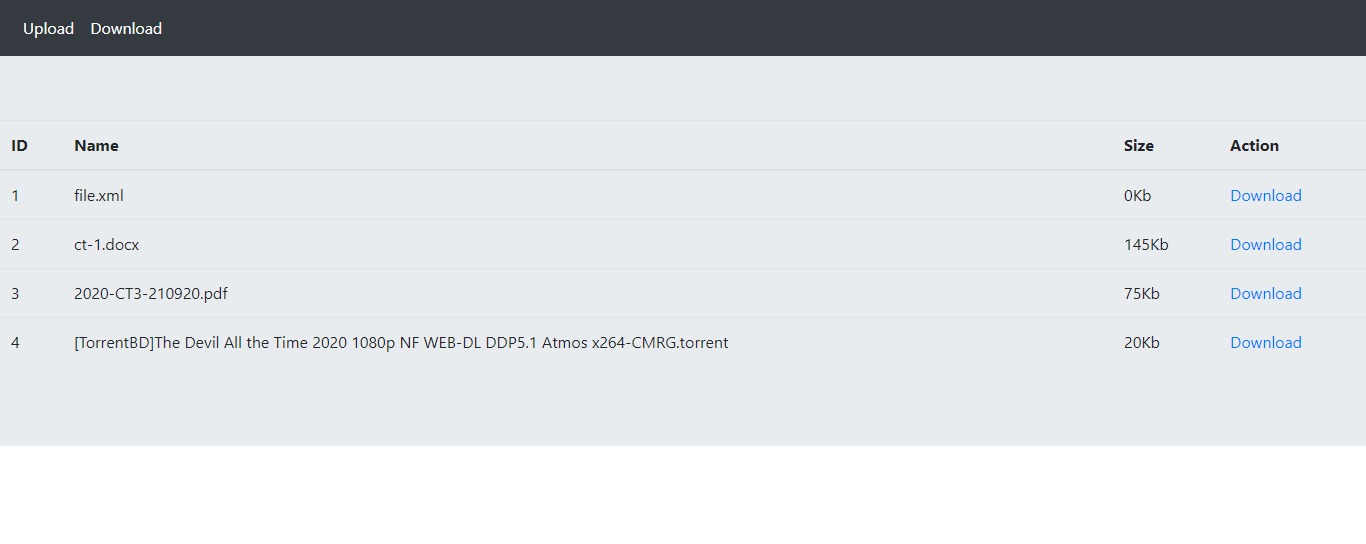 Upload Download
ID Name Size Action
1 file.xml 0Kb Download
2 ct-1.docx 145Kb Download
3 2020-CT3-210920.pdf 75Kb Download
4 [TorrentBD]The Devil All the Time 2020 1080p NF WEB-DL DDP5.1 Atmos x264-CMRG.torrent 20Kb Download